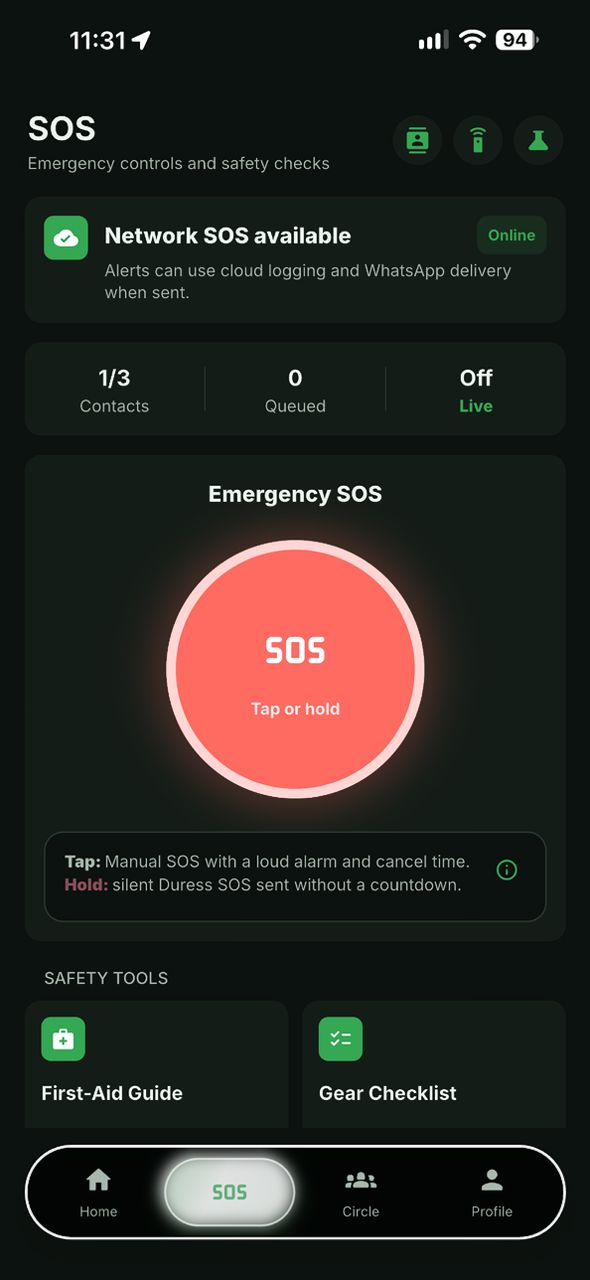 11:31
94
SOS
Emergency controls and safety checks
Network SOS available
Online
Alerts can use cloud logging and WhatsApp delivery
when sent.
1/3
Contacts
0
Queued
Off
Live
Emergency SOS
SOS
Tap or hold
Tap: Manual SOS with a loud alarm and cancel time.
Hold: silent Duress SOS sent without a countdown.
SAFETY TOOLS
First-Aid Guide
Gear Checklist
Home
SOS
Circle
Profile